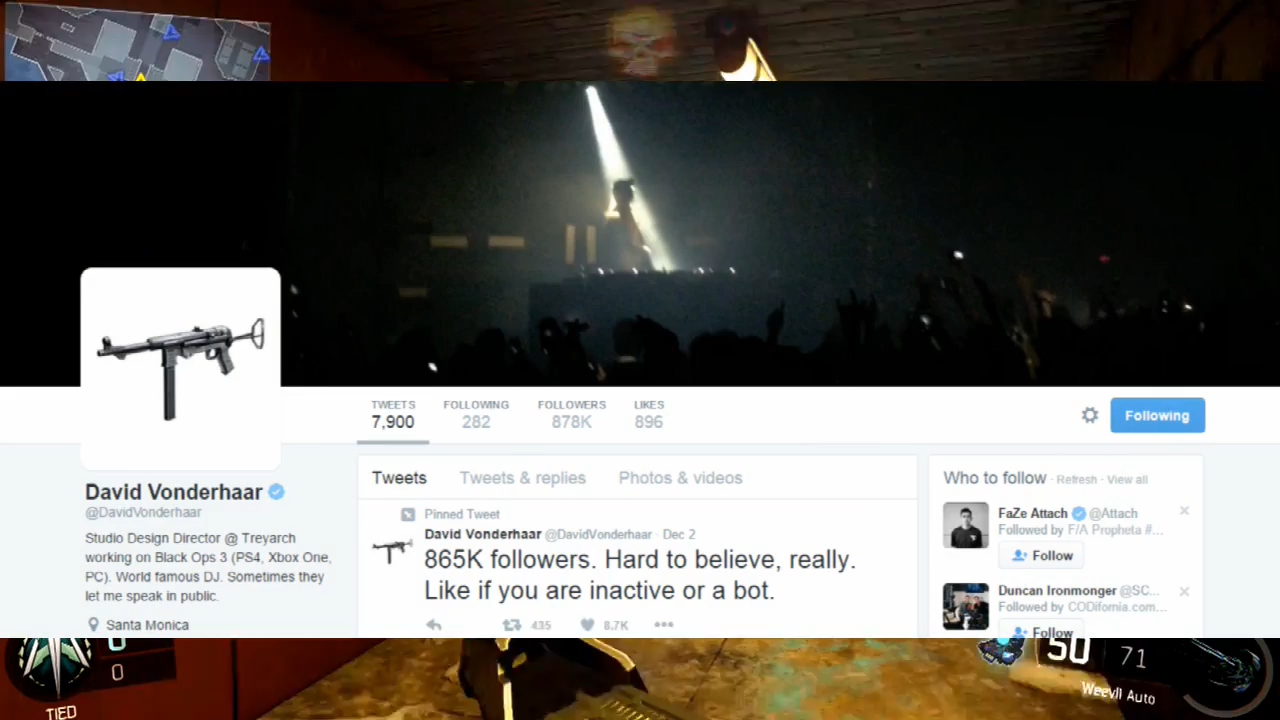 TWEETS FOLLOWING FOLLOWERS LIKES
7,900 282 878K 896
Following
David Vonderhaar
@DavidVonderhaar
Studio Design Director @ Treyarch
working on Black Ops 3 (PS4, Xbox One,
PC). World famous DJ. Sometimes they
let me speak in public.
Santa Monica
Tweets Tweets & replies Photos & videos
Pinned Tweet
David Vonderhaar @DavidVonderhaar · Dec 2
865K followers. Hard to believe, really.
Like if you are inactive or a bot.
435 8.7K
Who to follow · Refresh · View all
FaZe Attach @Attach
Followed by F/A Propheta #...
Follow
Duncan Ironmonger @SC...
Followed by CODifornia.com...
Follow
0
0
TIED
50 71
Weevil Auto